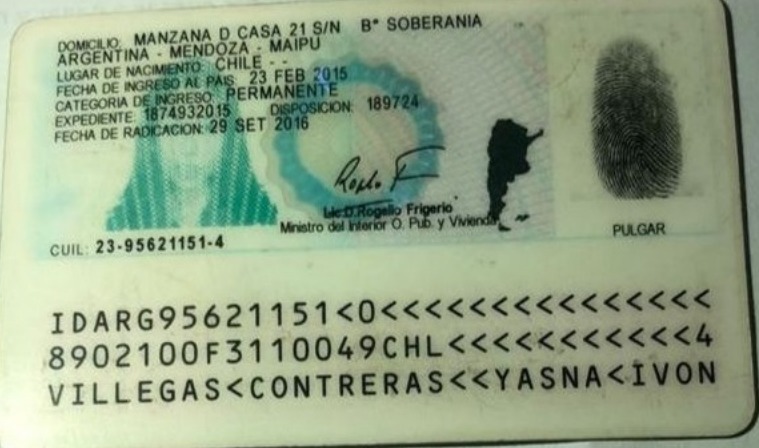 DOMICILIO: MANZANA D CASA 21 S/N B° SOBERANIA
ARGENTINA - MENDOZA - MAIPU
LUGAR DE NACIMIENTO: CHILE - -
FECHA DE INGRESO AL PAIS: 23 FEB 2015
CATEGORIA DE INGRESO: PERMANENTE
EXPEDIENTE: 1874932015 DISPOSICION: 189724
FECHA DE RADICACION: 29 SET 2016
Lic.D.Rogelio Frigerio
Ministro del Interior O. Pub. y Vivienda
PULGAR
CUIL: 23-95621151-4
IDARG95621151<0<<<<<<<<<<<<<<<
8902100F3110049CHL<<<<<<<<<<<4
VILLEGAS<CONTRERAS<<YASNA<IVON